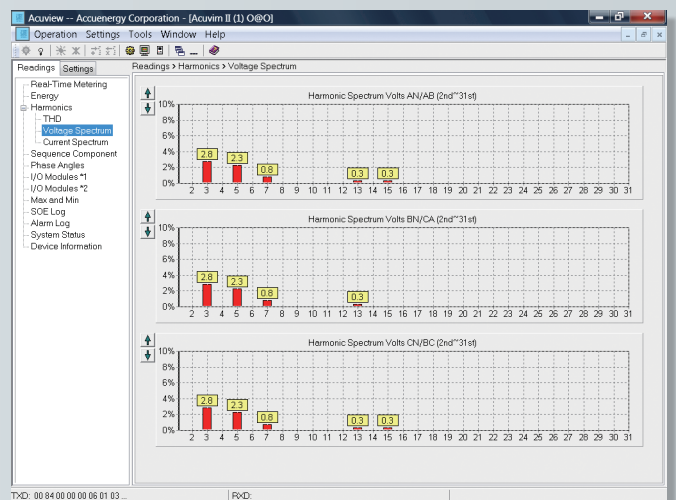 Acuview -- Accuenergy Corporation - [Acuvim II (1) O@O]
Operation Settings Tools Window Help
Readings Settings
Readings > Harmonics > Voltage Spectrum
Real-Time Metering
Energy
Harmonics
THD
Voltage Spectrum
Current Spectrum
Sequence Component
Phase Angles
I/O Modules *1
I/O Modules *2
Max and Min
SOE Log
Alarm Log
System Status
Device Information
Harmonic Spectrum Volts AN/AB (2nd~31st)
10%
8%
6%
4%
2%
0%
2.8 2.3 0.8 0.3 0.3
2 3 4 5 6 7 8 9 10 11 12 13 14 15 16 17 18 19 20 21 22 23 24 25 26 27 28 29 30 31
Harmonic Spectrum Volts BN/CA (2nd~31st)
10%
8%
6%
4%
2%
0%
2.8 2.3 0.8 0.3
2 3 4 5 6 7 8 9 10 11 12 13 14 15 16 17 18 19 20 21 22 23 24 25 26 27 28 29 30 31
Harmonic Spectrum Volts CN/BC (2nd~31st)
10%
8%
6%
4%
2%
0%
2.8 2.3 0.8 0.3 0.3
2 3 4 5 6 7 8 9 10 11 12 13 14 15 16 17 18 19 20 21 22 23 24 25 26 27 28 29 30 31
TXD: 00 84 00 00 00 06 01 03 ... RXD: